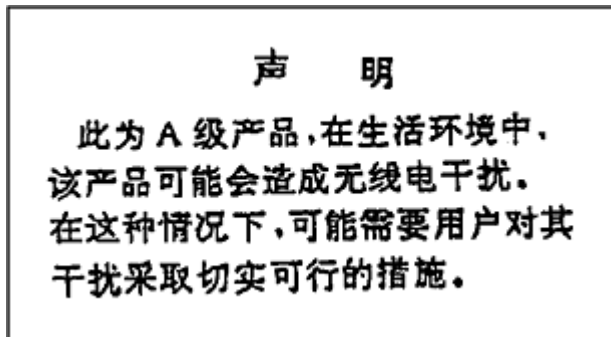 声 明
此为 A 级产品,在生活环境中,
该产品可能会造成无线电干扰。
在这种情况下,可能需要用户对其
干扰采取切实可行的措施。